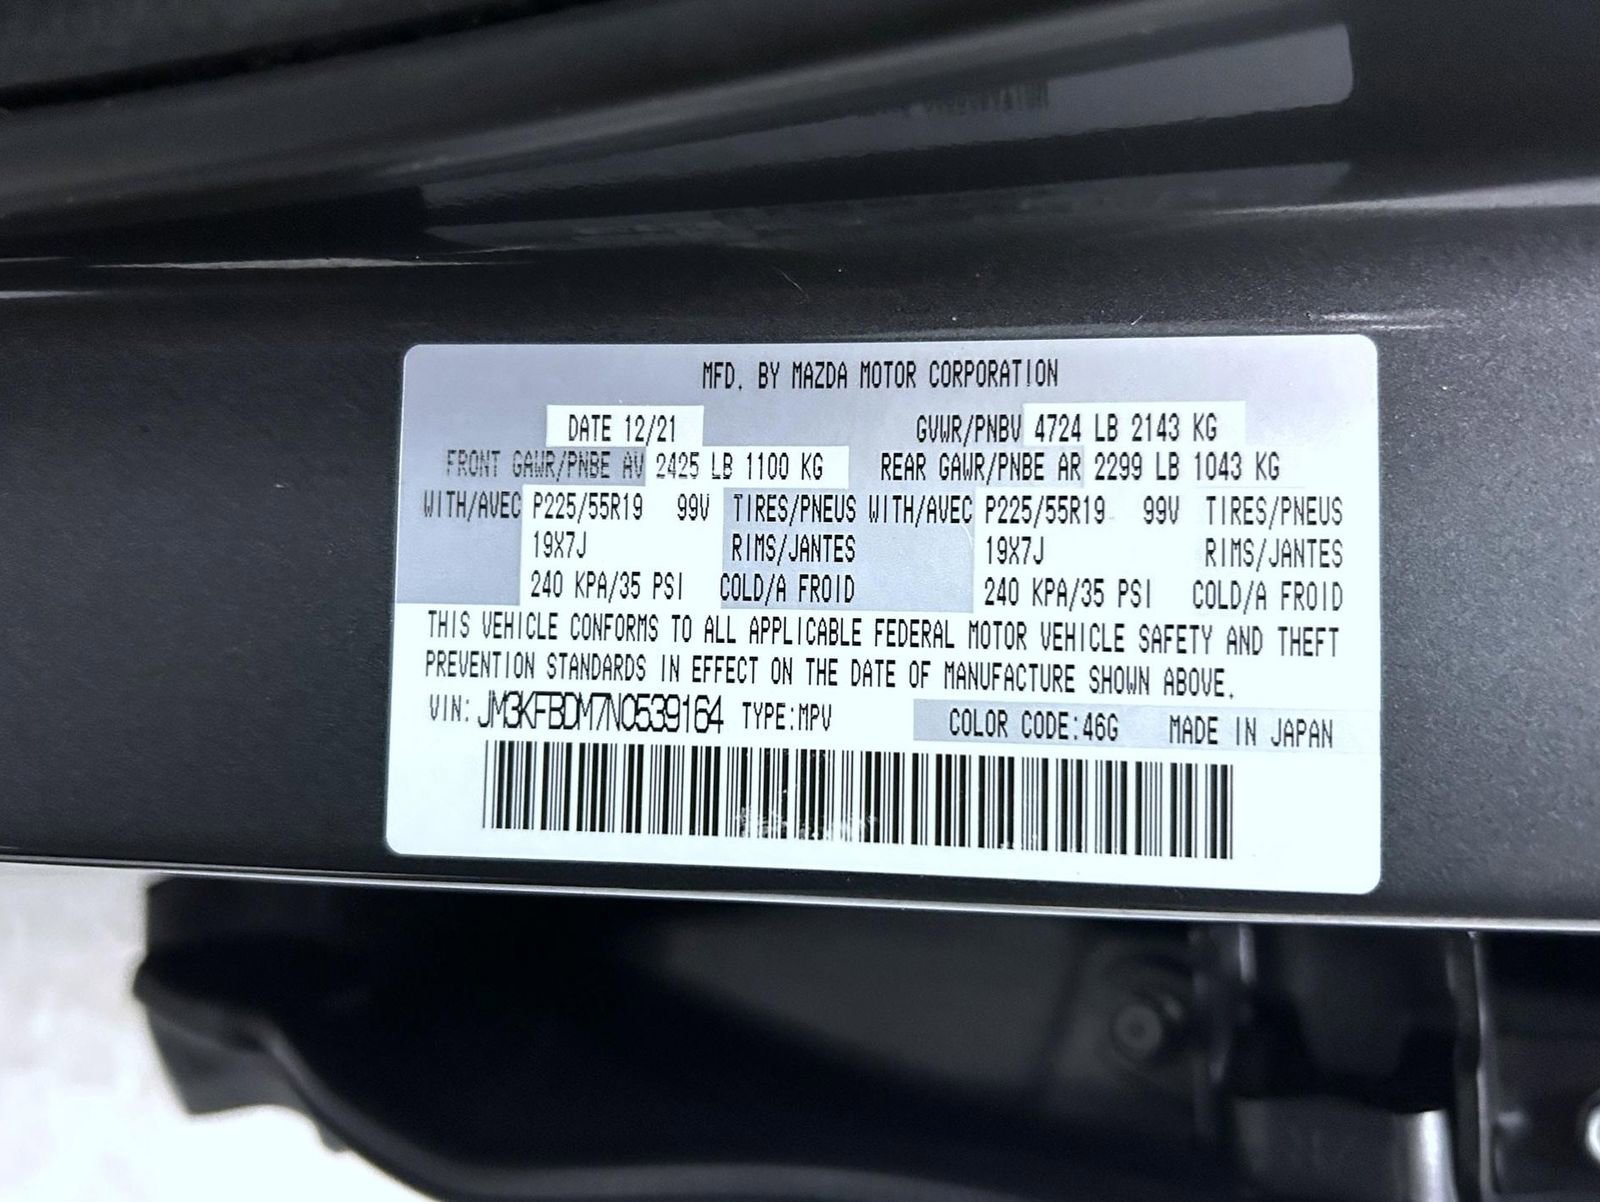 MFD. BY MAZDA MOTOR CORPORATION
DATE 12/21 GVWR/PNBV 4724 LB 2143 KG
FRONT GAWR/PNBE AV 2425 LB 1100 KG REAR GAWR/PNBE AR 2299 LB 1043 KG
WITH/AVEC P225/55R19 99V TIRES/PNEUS WITH/AVEC P225/55R19 99V TIRES/PNEUS
19X7J RIMS/JANTES 19X7J RIMS/JANTES
240 KPA/35 PSI COLD/A FROID 240 KPA/35 PSI COLD/A FROID
THIS VEHICLE CONFORMS TO ALL APPLICABLE FEDERAL MOTOR VEHICLE SAFETY AND THEFT
PREVENTION STANDARDS IN EFFECT ON THE DATE OF MANUFACTURE SHOWN ABOVE.
VIN: JM3KFBDM7N0539164 TYPE:MPV COLOR CODE:46G MADE IN JAPAN